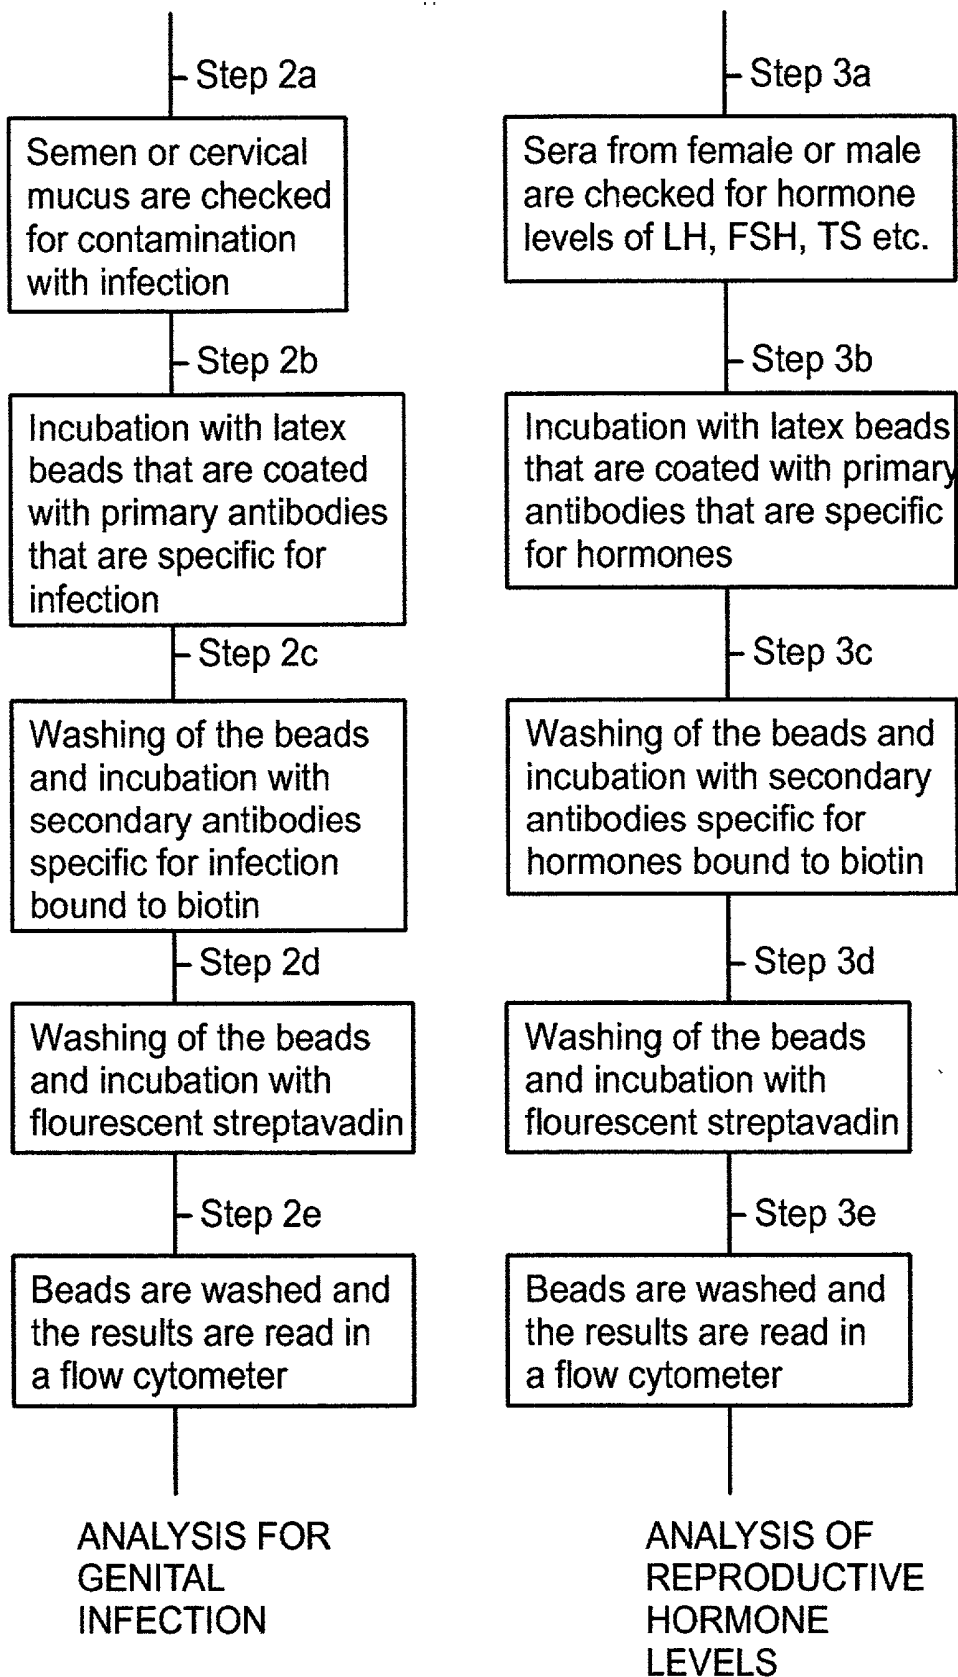 Step 2a
Semen or cervical
mucus are checked
for contamination
with infection
Step 2b
Incubation with latex
beads that are coated
with primary antibodies
that are specific for
infection
Step 2c
Washing of the beads
and incubation with
secondary antibodies
specific for infection
bound to biotin
Step 2d
Washing of the beads
and incubation with
flourescent streptavadin
Step 2e
Beads are washed and
the results are read in
a flow cytometer
ANALYSIS FOR
GENITAL
INFECTION
Step 3a
Sera from female or male
are checked for hormone
levels of LH, FSH, TS etc.
Step 3b
Incubation with latex beads
that are coated with primary
antibodies that are specific
for hormones
Step 3c
Washing of the beads and
incubation with secondary
antibodies specific for
hormones bound to biotin
Step 3d
Washing of the beads
and incubation with
flourescent streptavadin
Step 3e
Beads are washed and
the results are read in
a flow cytometer
ANALYSIS OF
REPRODUCTIVE
HORMONE
LEVELS